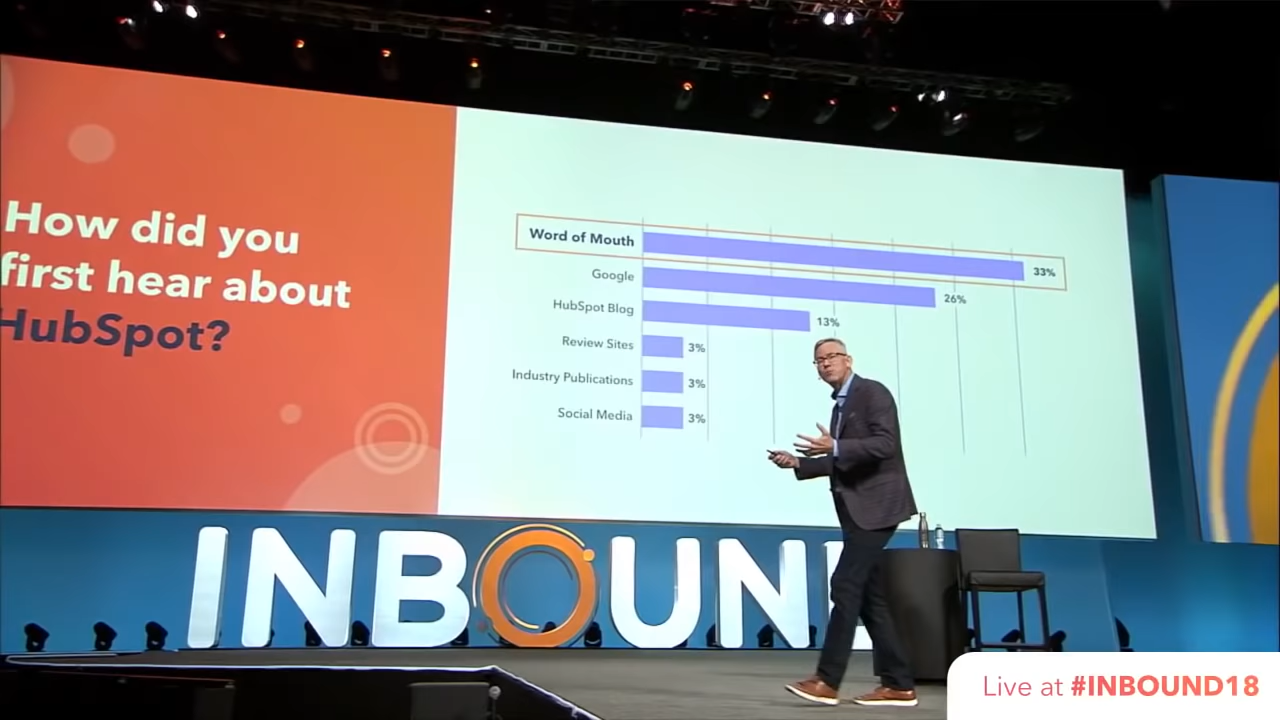 How did you
first hear about
HubSpot?
Word of Mouth 33%
Google 26%
HubSpot Blog 13%
Review Sites 3%
Industry Publications 3%
Social Media 3%
INBOUND
Live at #INBOUND18